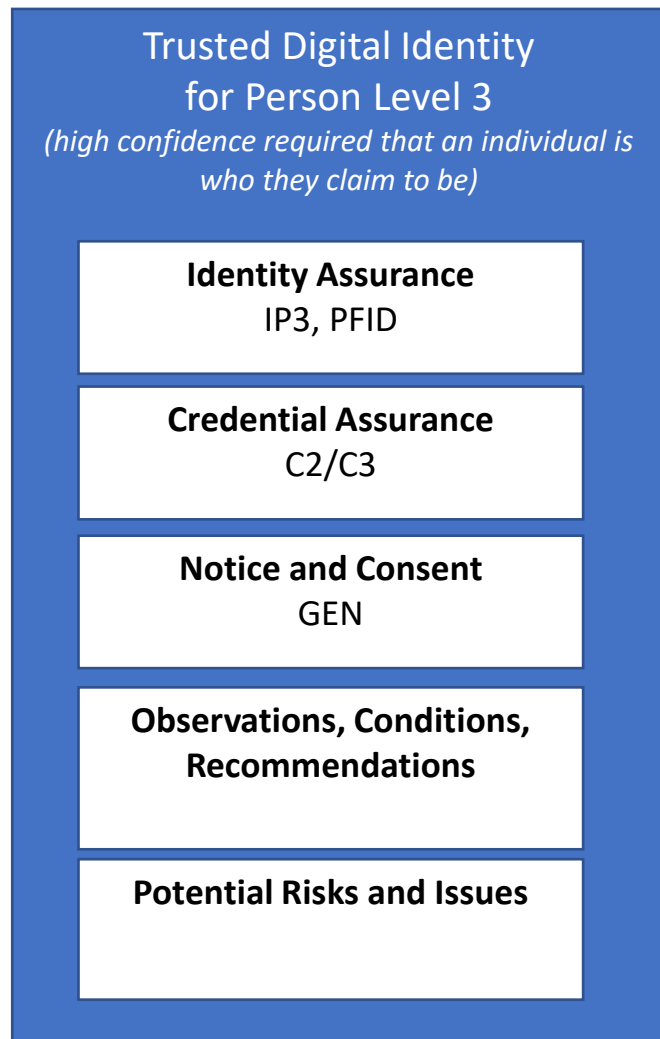 Trusted Digital Identity
for Person Level 3
(high confidence required that an individual is
who they claim to be)
Identity Assurance
IP3, PFID
Credential Assurance
C2/C3
Notice and Consent
GEN
Observations, Conditions,
Recommendations
Potential Risks and Issues